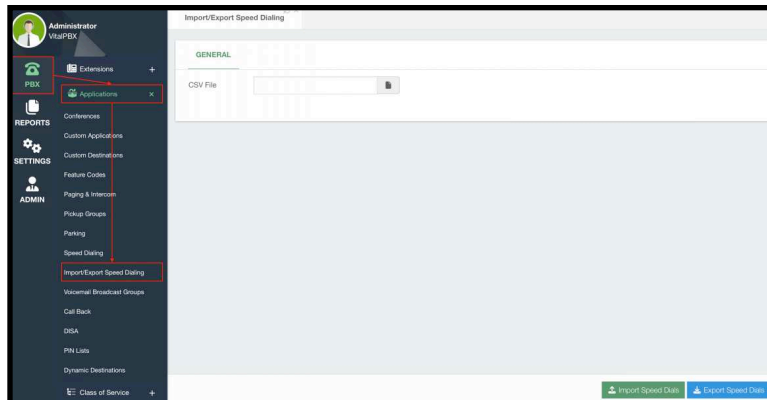 Administrator
VitalPBX
PBX
REPORTS
SETTINGS
ADMIN
Extensions +
Applications ×
Conferences
Custom Applications
Custom Destinations
Feature Codes
Paging & Intercom
Pickup Groups
Parking
Speed Dialing
Import/Export Speed Dialing
Voicemail Broadcast Groups
Call Back
DISA
PIN Lists
Dynamic Destinations
Class of Service +
Import/Export Speed Dialing
GENERAL
CSV File
Import Speed Dials
Export Speed Dials